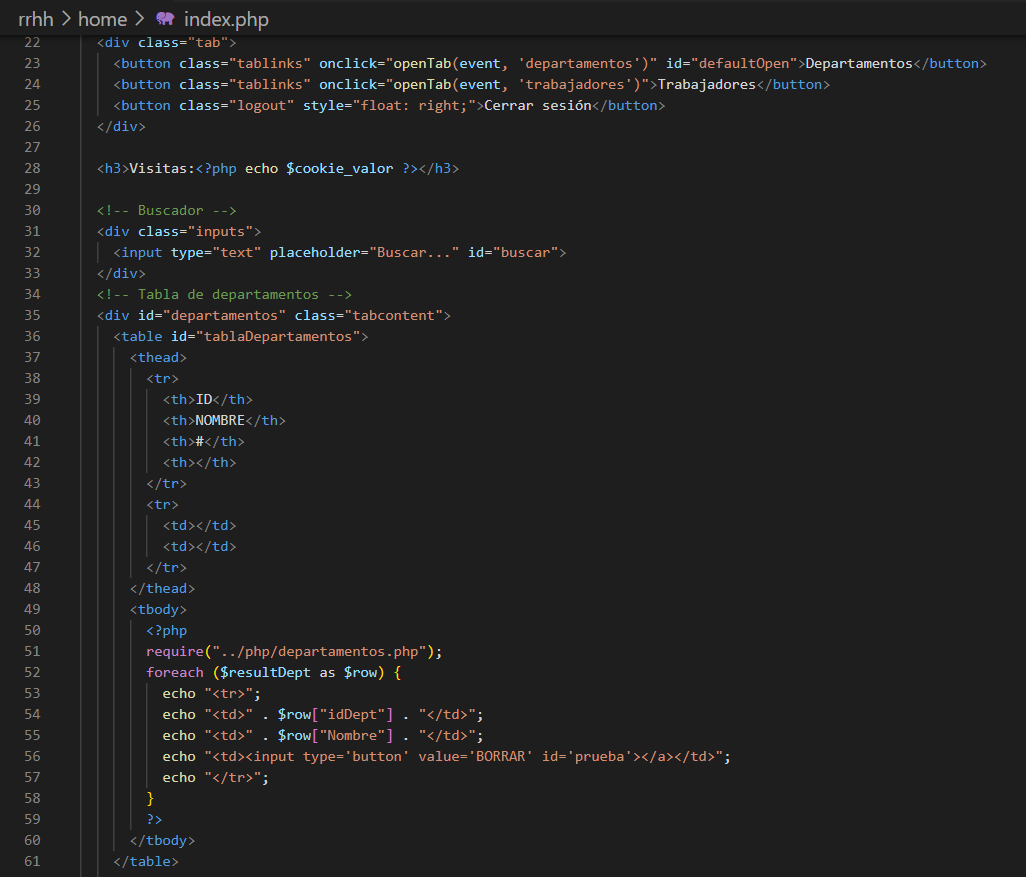 rrhh > home > index.php
22 <div class="tab">
23 <button class="tablinks" onclick="openTab(event, 'departamentos')" id="defaultOpen">Departamentos</button>
24 <button class="tablinks" onclick="openTab(event, 'trabajadores')">Trabajadores</button>
25 <button class="logout" style="float: right;">Cerrar sesión</button>
26 </div>
27
28 <h3>Visitas:<?php echo $cookie_valor ?></h3>
29
30 <!-- Buscador -->
31 <div class="inputs">
32 <input type="text" placeholder="Buscar..." id="buscar">
33 </div>
34 <!-- Tabla de departamentos -->
35 <div id="departamentos" class="tabcontent">
36 <table id="tablaDepartamentos">
37 <thead>
38 <tr>
39 <th>ID</th>
40 <th>NOMBRE</th>
41 <th>#</th>
42 <th></th>
43 </tr>
44 <tr>
45 <td></td>
46 <td></td>
47 </tr>
48 </thead>
49 <tbody>
50 <?php
51 require("../php/departamentos.php");
52 foreach ($resultDept as $row) {
53 echo "<tr>";
54 echo "<td>" . $row["idDept"] . "</td>";
55 echo "<td>" . $row["Nombre"] . "</td>";
56 echo "<td><input type='button' value='BORRAR' id='prueba'></a></td>";
57 echo "</tr>";
58 }
59 ?>
60 </tbody>
61 </table>